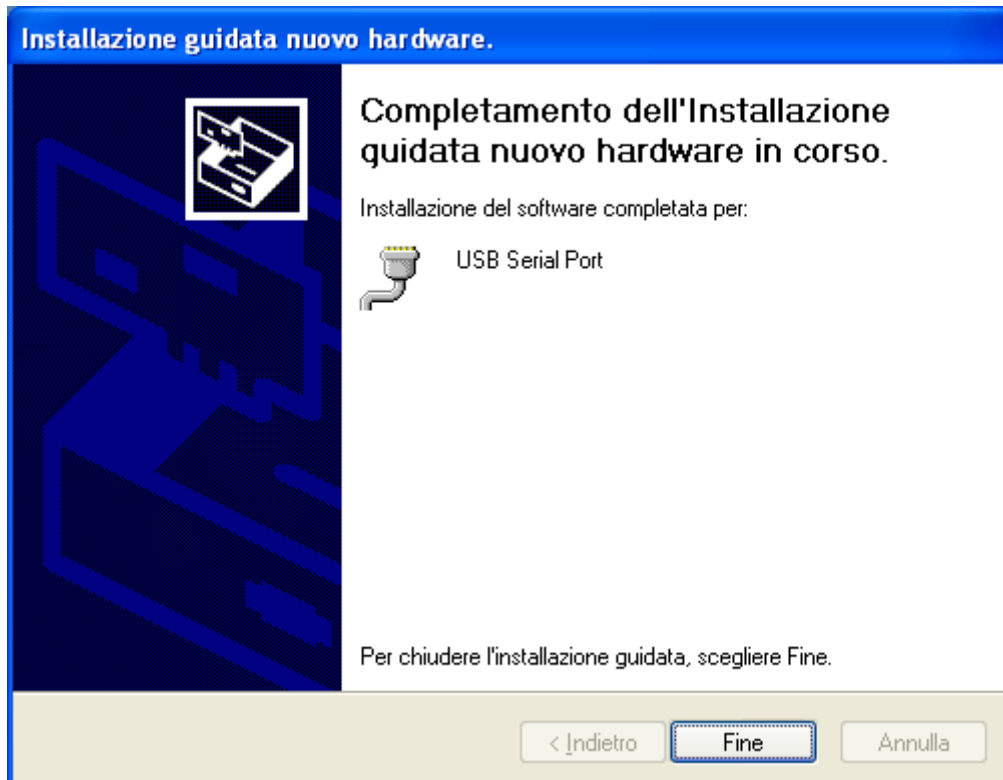 Installazione guidata nuovo hardware.
Completamento dell'Installazione
guidata nuovo hardware in corso.
Installazione del software completata per:
USB Serial Port
Per chiudere l'installazione guidata, scegliere Fine.
< Indietro
Fine
Annulla